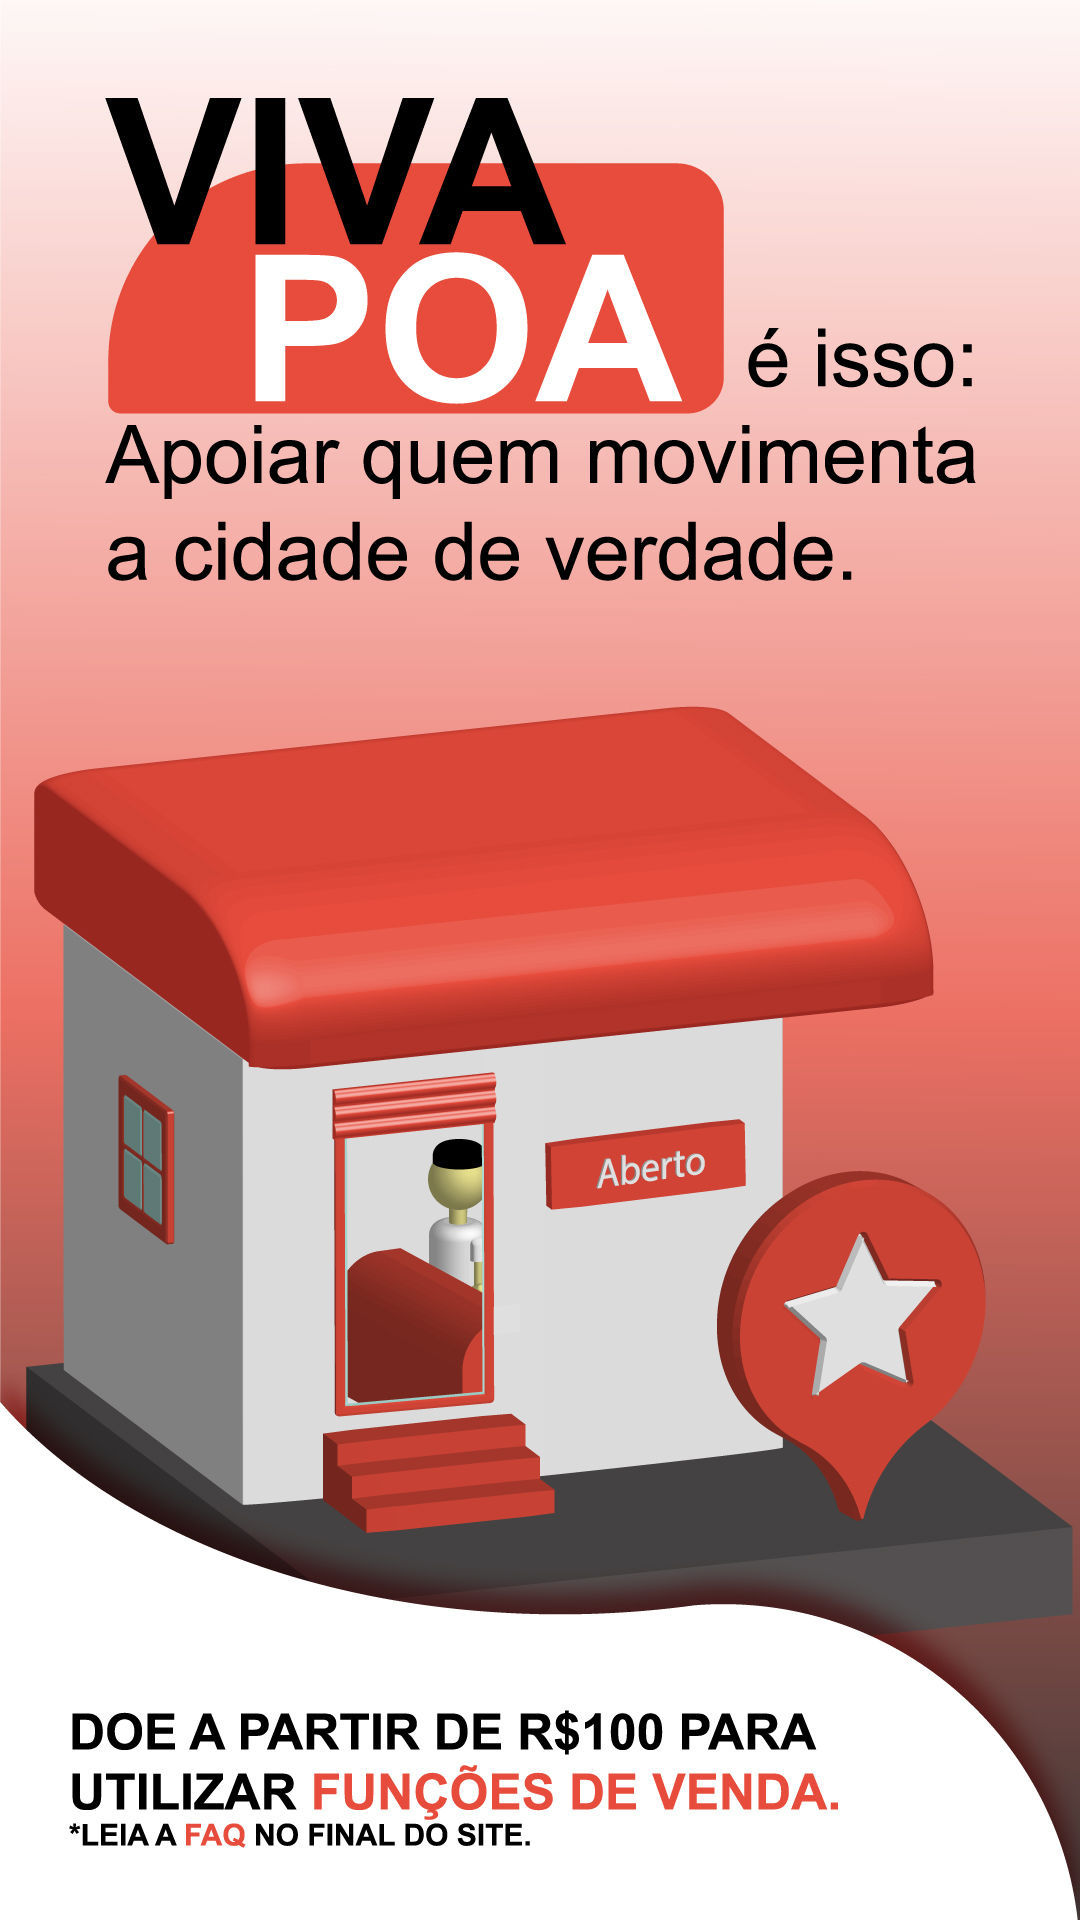 VIVA
POA é isso:
Apoiar quem movimenta
a cidade de verdade.
Aberto
DOE A PARTIR DE R$100 PARA
UTILIZAR FUNÇÕES DE VENDA.
*LEIA A FAQ NO FINAL DO SITE.